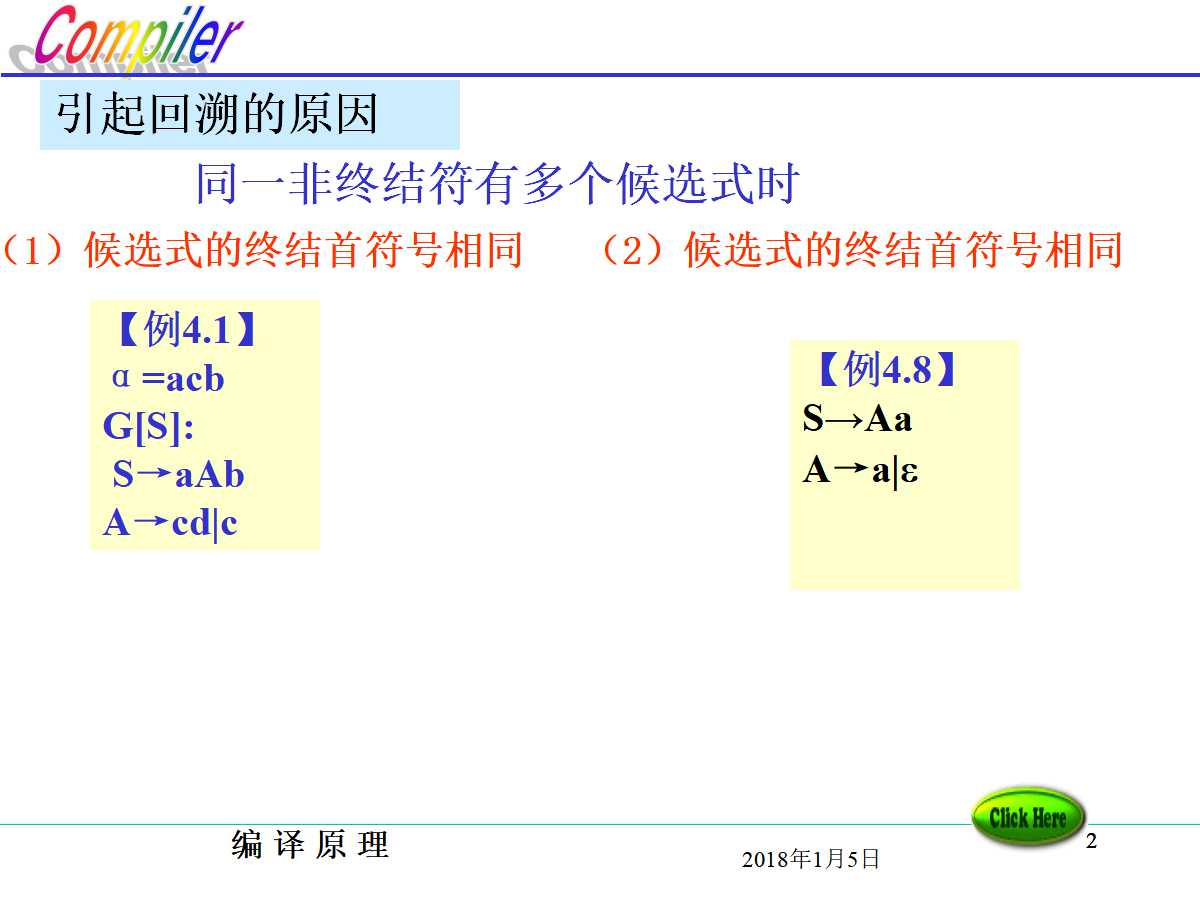 Compiler
引起回溯的原因
同一非终结符有多个候选式时
（1）候选式的终结首符号相同
（2）候选式的终结首符号相同
【例4.1】
α=acb
G[S]:
S→aAb
A→cd|c
【例4.8】
S→Aa
A→a|ε
Click Here
编译原理
2018年1月5日
2